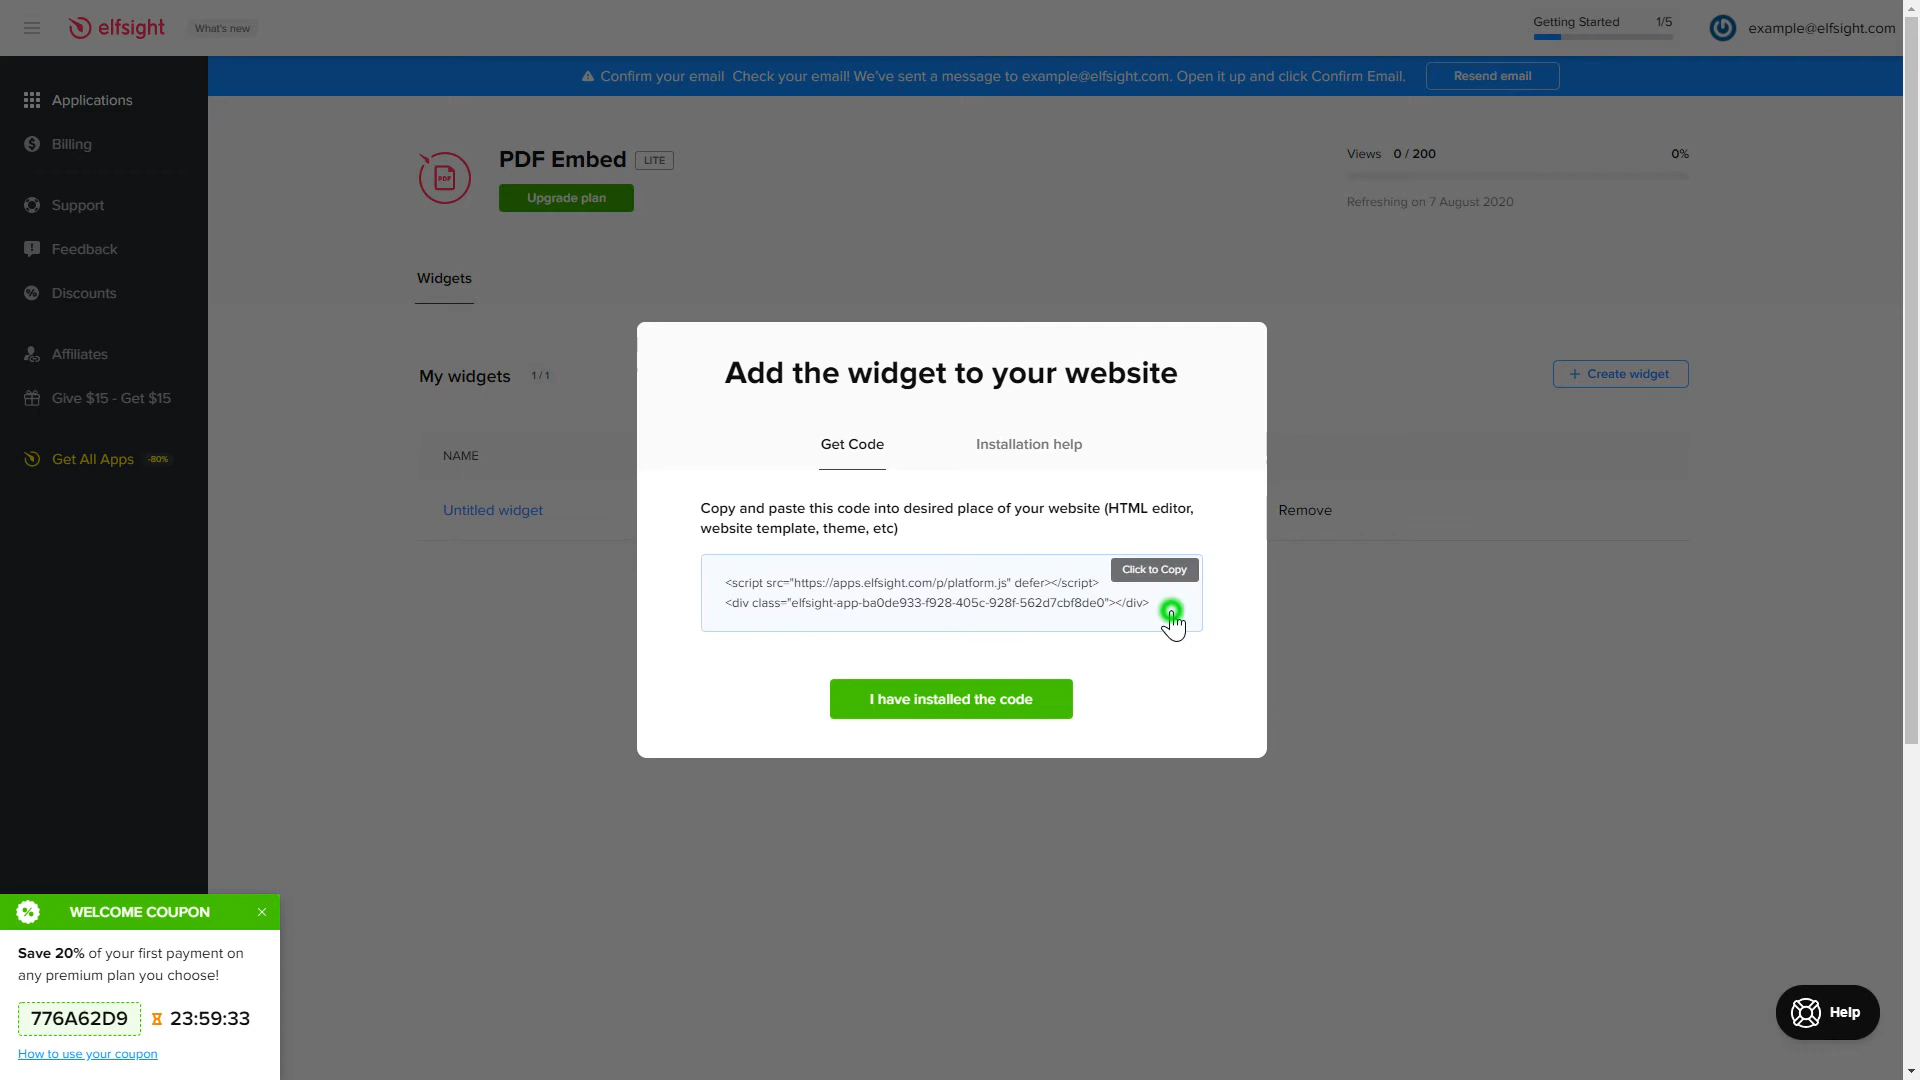 elfsight
What's new
Getting Started 1/5
example@elfsight.com
Confirm your email Check your email! We've sent a message to example@elfsight.com. Open it up and click Confirm Email.
Resend email
Applications
Billing
Support
Feedback
Discounts
Affiliates
Give $15 - Get $15
Get All Apps -80%
PDF
PDF Embed LITE
Upgrade plan
Views 0 / 200 0%
Refreshing on 7 August 2020
Widgets
My widgets 1 / 1
+ Create widget
NAME
Untitled widget
Remove
Add the widget to your website
Get Code Installation help
Copy and paste this code into desired place of your website (HTML editor,
website template, theme, etc)
Click to Copy
<script src="https://apps.elfsight.com/p/platform.js" defer></script>
<div class="elfsight-app-ba0de933-f928-405c-928f-562d7cbf8de0"></div>
I have installed the code
WELCOME COUPON
Save 20% of your first payment on
any premium plan you choose!
776A62D9 23:59:33
How to use your coupon
Help